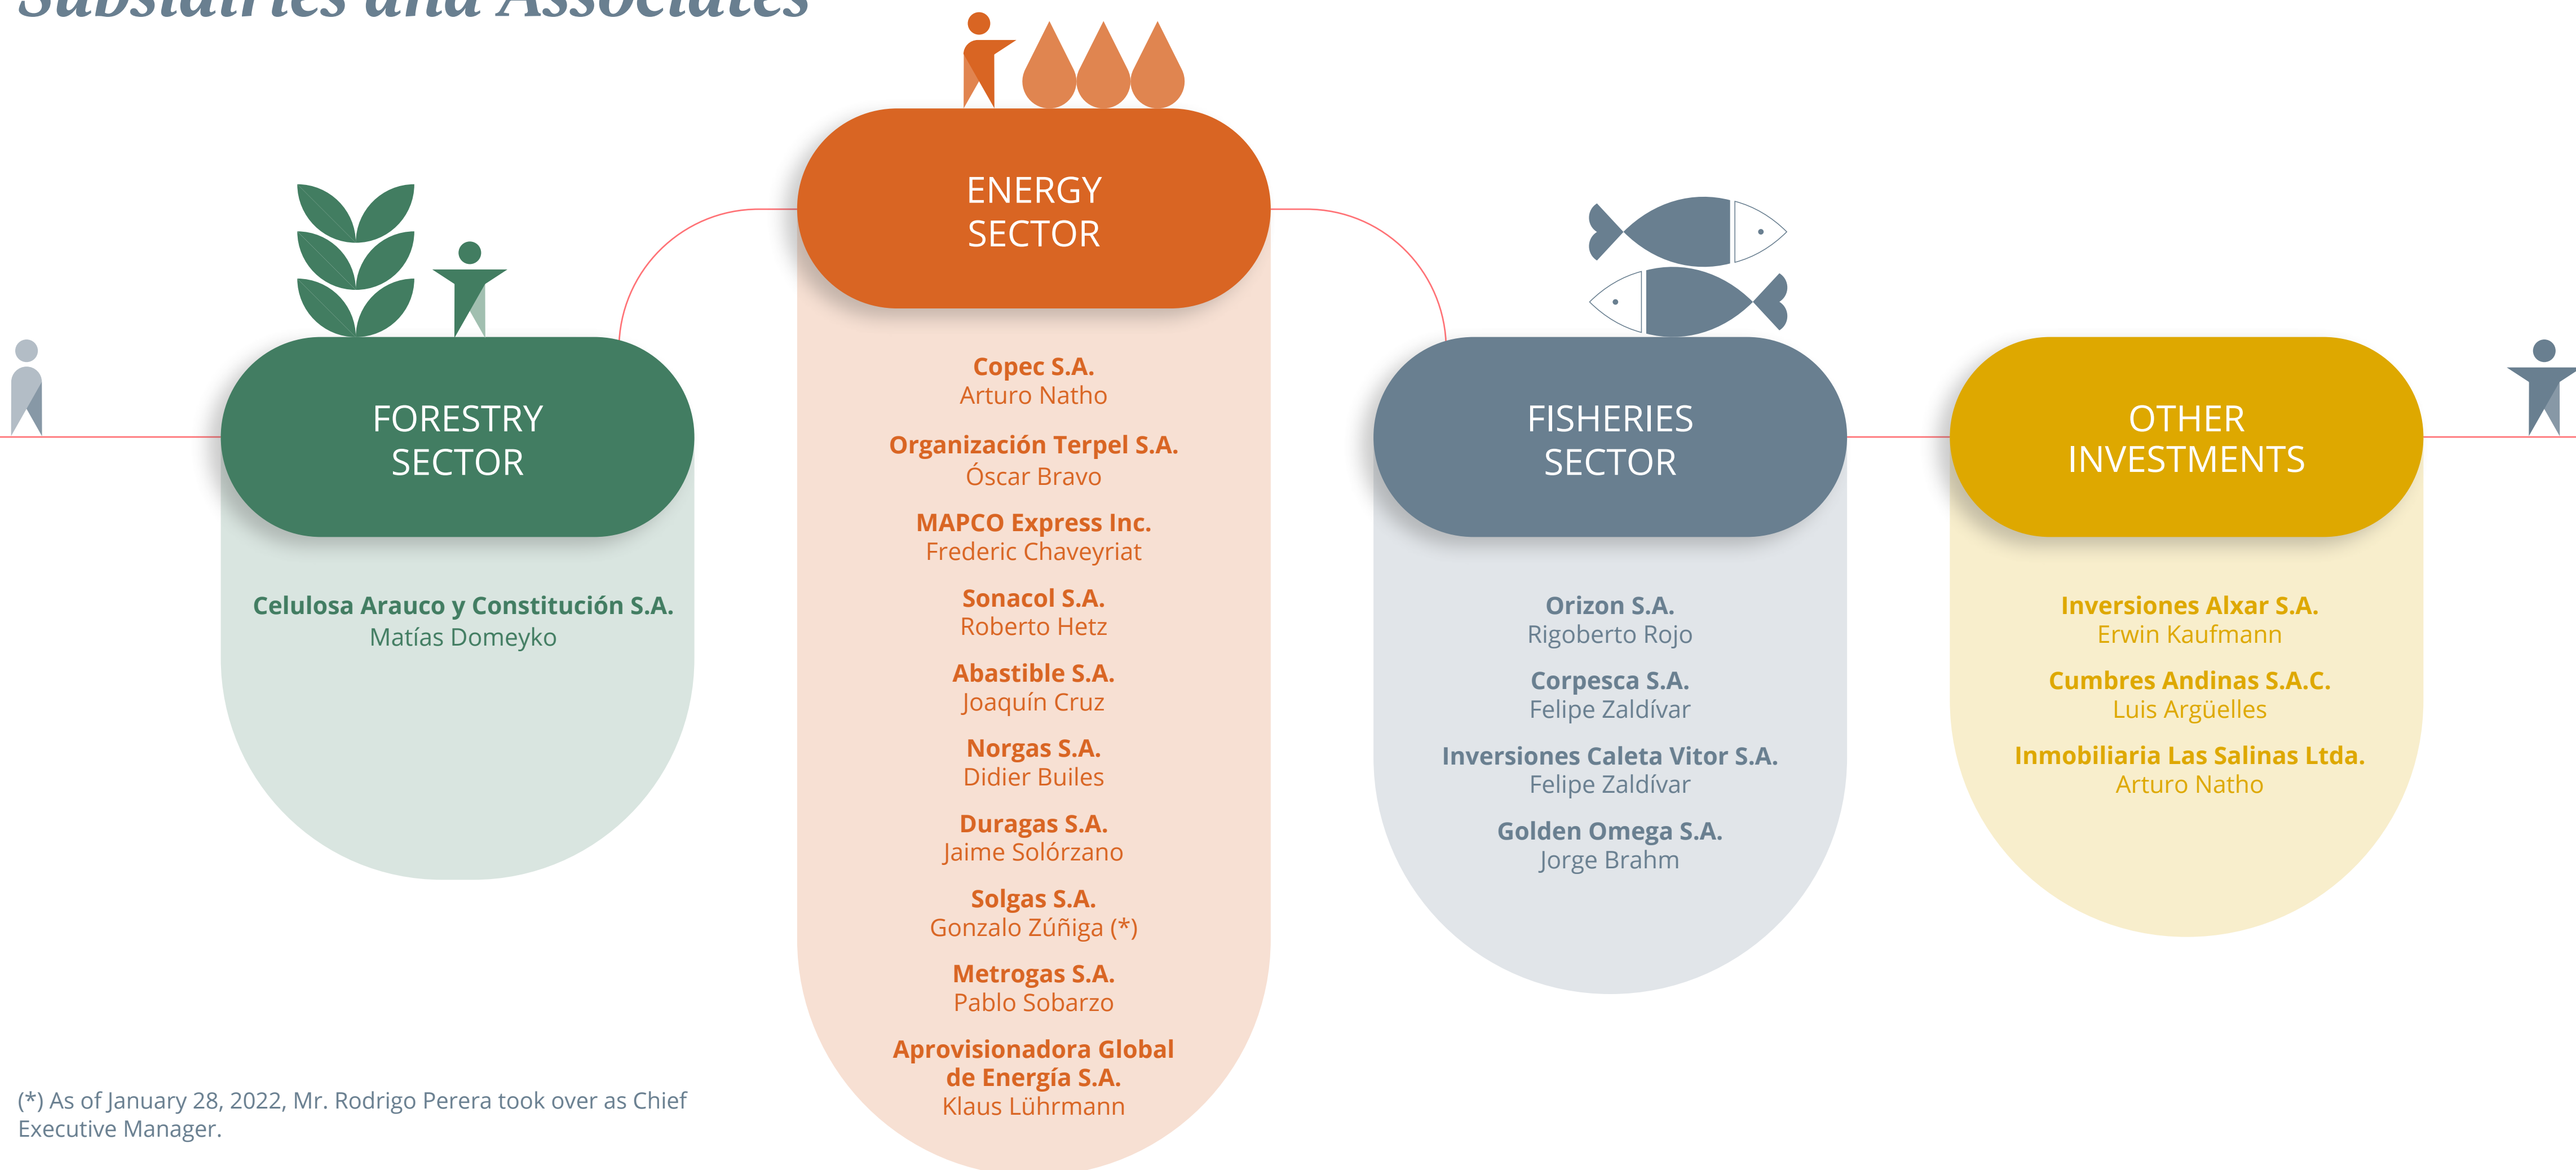 Subsidiries and Associates
ENERGY
SECTOR
Copec S.A.
Arturo Natho
Organización Terpel S.A.
Óscar Bravo
MAPCO Express Inc.
Frederic Chaveyriat
Sonacol S.A.
Roberto Hetz
Abastible S.A.
Joaquín Cruz
Norgas S.A.
Didier Builes
Duragas S.A.
Jaime Solórzano
Solgas S.A.
Gonzalo Zúñiga (*)
Metrogas S.A.
Pablo Sobarzo
Aprovisionadora Global
de Energía S.A.
Klaus Lührmann
FORESTRY
SECTOR
Celulosa Arauco y Constitución S.A.
Matías Domeyko
FISHERIES
SECTOR
Orizon S.A.
Rigoberto Rojo
Corpesca S.A.
Felipe Zaldívar
Inversiones Caleta Vitor S.A.
Felipe Zaldívar
Golden Omega S.A.
Jorge Brahm
OTHER
INVESTMENTS
Inversiones Alxar S.A.
Erwin Kaufmann
Cumbres Andinas S.A.C.
Luis Argüelles
Inmobiliaria Las Salinas Ltda.
Arturo Natho
(*) As of January 28, 2022, Mr. Rodrigo Perera took over as Chief
Executive Manager.